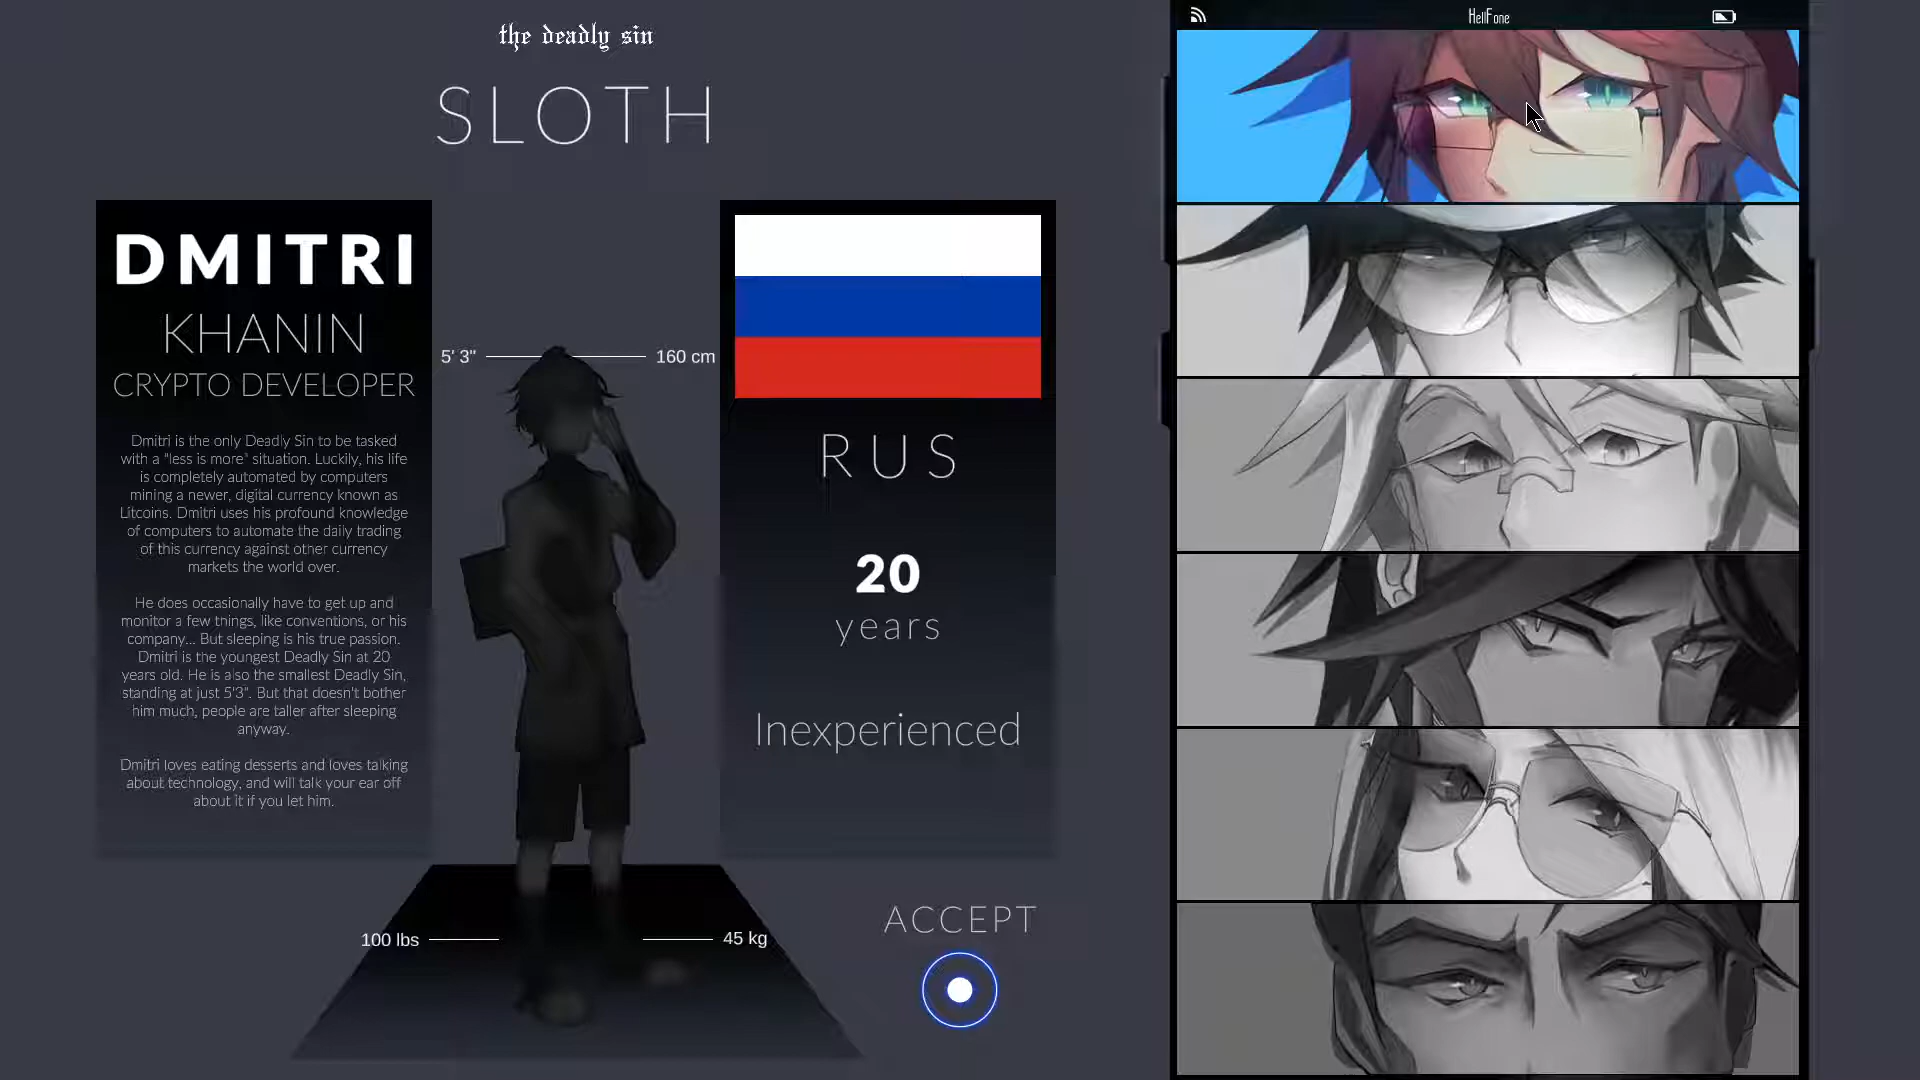 the deadly sin
SLOTH
DMITRI
KHANIN
CRYPTO DEVELOPER
Dmitri is the only Deadly Sin to be tasked
with a "less is more" situation. Luckily, his life
is completely automated by computers
mining a newer, digital currency known as
Litcoins. Dmitri uses his profound knowledge
of computers to automate the daily trading
of this currency against other currency
markets the world over.
He does occasionally have to get up and
monitor a few things, like conventions, or his
company... But sleeping is his true passion.
Dmitri is the youngest Deadly Sin at 20
years old. He is also the smallest Deadly Sin,
standing at just 5'3". But that doesn't bother
him much, people are taller after sleeping
anyway.
Dmitri loves eating desserts and loves talking
about technology, and will talk your ear off
about it if you let him.
5' 3"
160 cm
100 lbs
45 kg
RUS
20
years
Inexperienced
ACCEPT
HellFone